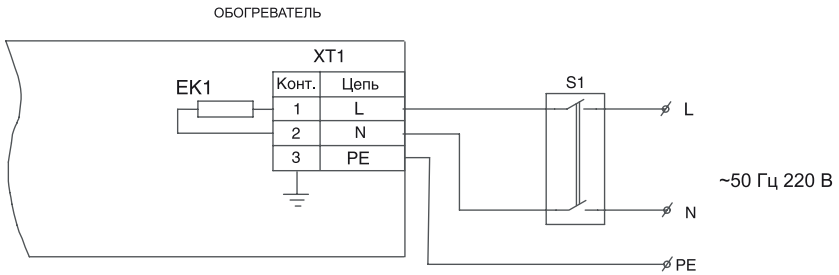 ОБОГРЕВАТЕЛЬ
XT1
EK1
Конт. Цепь
1 L
2 N
3 PE
S1
L
~50 Гц 220 В
N
PE